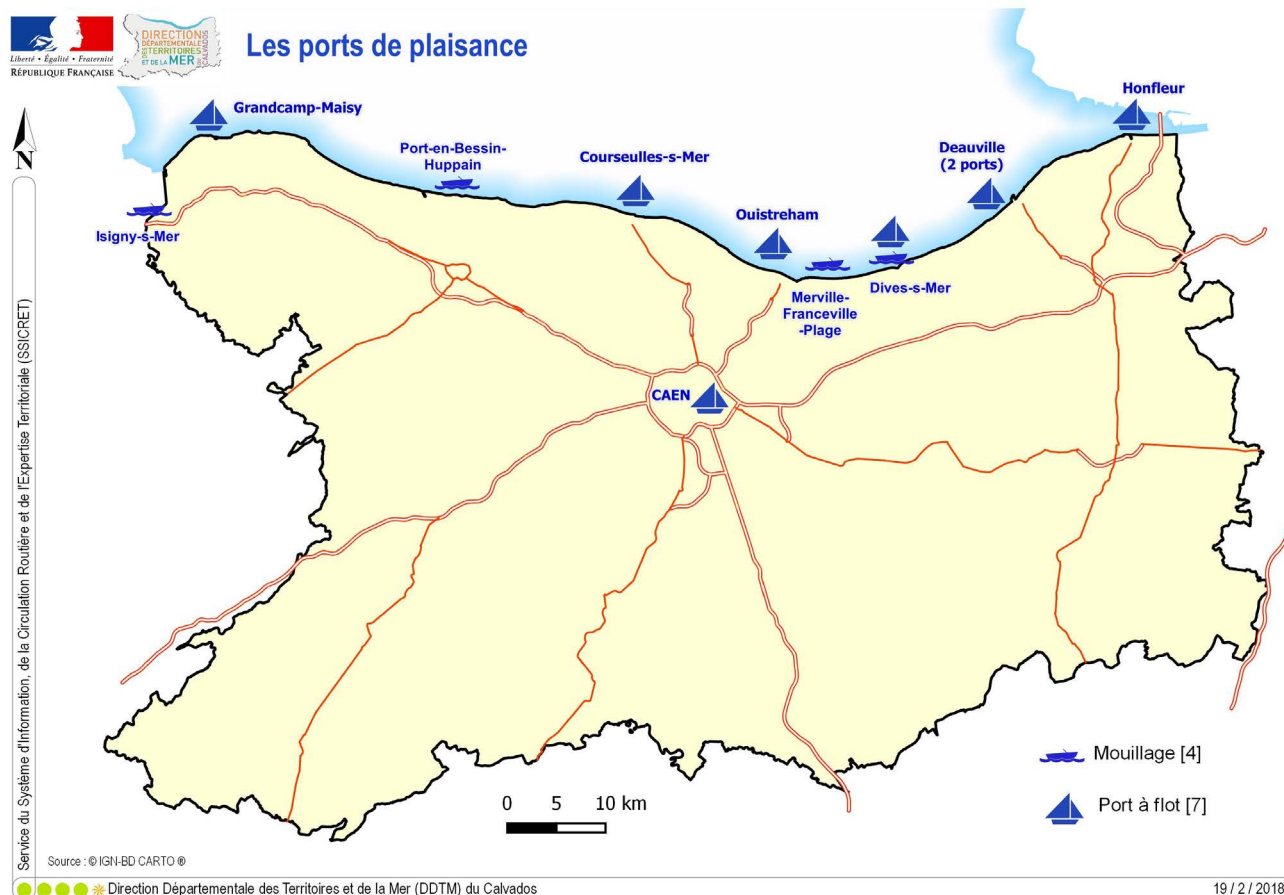 Liberté • Égalité • Fraternité
RÉPUBLIQUE FRANÇAISE
DIRECTION
DÉPARTEMENTALE
DES TERRITOIRES
ET DE LA MER
DU CALVADOS
Les ports de plaisance
N
Grandcamp-Maisy
Honfleur
Port-en-Bessin-
Huppain
Courseulles-s-Mer
Deauville
(2 ports)
Isigny-s-Mer
Ouistreham
Dives-s-Mer
Merville-
Franceville
-Plage
CAEN
Mouillage [4]
Port à flot [7]
0 5 10 km
Service du Système d'Information, de la Circulation Routière et de l'Expertise Territoriale (SSICRET)
Source : © IGN-BD CARTO ®
Direction Départementale des Territoires et de la Mer (DDTM) du Calvados
19 / 2 / 2018